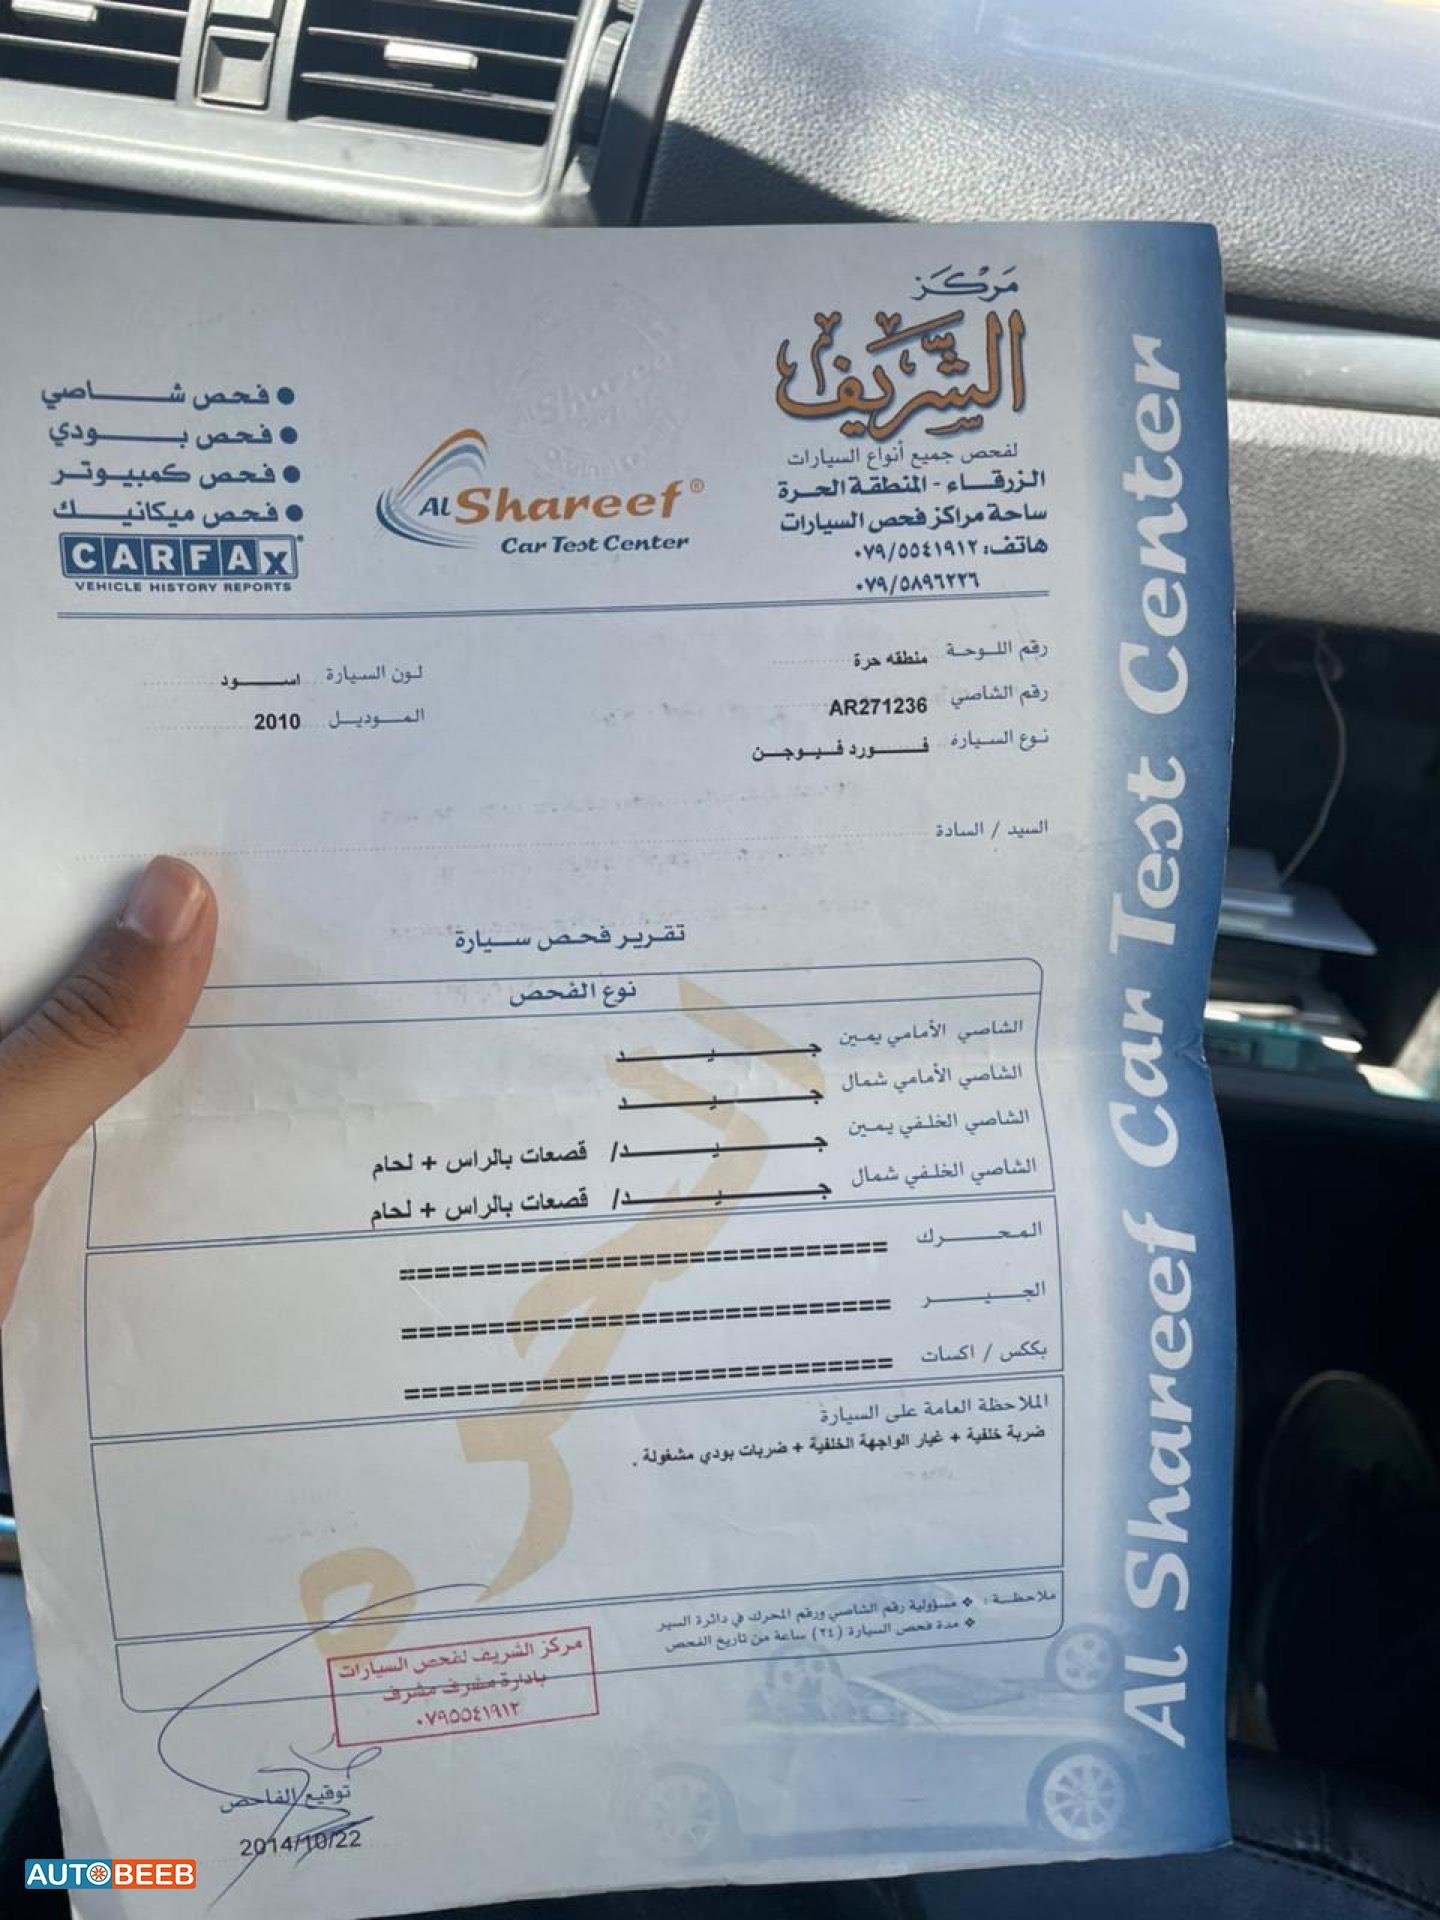 مركز
الشريف
لفحص جميع أنواع السيارات
الزرقاء - المنطقة الحرة
ساحة مراكز فحص السيارات
هاتف: ٠٧٩/٥٥٤١٩١٢
٠٧٩/٥٨٩٦٢٢٦
AL Shareef ®
Car Test Center
● فحص شاصي
● فحص بودي
● فحص كمبيوتر
● فحص ميكانيك
CARFAX
VEHICLE HISTORY REPORTS
رقم اللوحة منطقه حرة
لون السيارة اسود
رقم الشاصي AR271236
الموديل 2010
نوع السيارة فورد فيوجن
السيد / السادة
تقرير فحص سيارة
نوع الفحص
الشاصي الأمامي يمين جيد
الشاصي الأمامي شمال جيد
الشاصي الخلفي يمين جيد/ قصعات بالراس + لحام
الشاصي الخلفي شمال جيد/ قصعات بالراس + لحام
المحرك ============================
الجير ============================
بككس / اكسات ============================
الملاحظة العامة على السيارة
ضربة خلفية + غيار الواجهة الخلفية + ضربات بودي مشغولة .
ملاحظة: ❖ مسؤولية رقم الشاصي ورقم المحرك في دائرة السير
❖ مدة فحص السيارة (٢٤) ساعة من تاريخ الفحص
مركز الشريف لفحص السيارات
بادارة مشرف مشرف
٠٧٩٥٥٤١٩١٢
توقيع الفاحص
2014/10/22
الحره
Al Shareef Car Test Center
AUTOBEEB